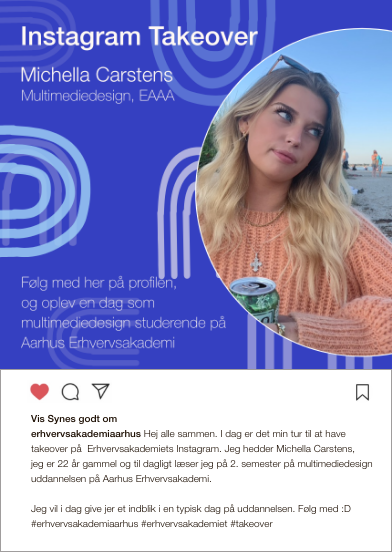 Instagram Takeover
Michella Carstens
Multimediedesign, EAAA
Følg med her på profilen,
og oplev en dag som
multimediedesign studerende på
Aarhus Erhvervsakademi
Vis Synes godt om
erhvervsakademiaarhus Hej alle sammen. I dag er det min tur til at have
takeover på Erhvervsakademiets Instagram. Jeg hedder Michella Carstens,
jeg er 22 år gammel og til dagligt læser jeg på 2. semester på multimediedesign
uddannelsen på Aarhus Erhvervsakademi.
Jeg vil i dag give jer et indblik i en typisk dag på uddannelsen. Følg med :D
#erhvervsakademiaarhus #erhvervsakademiet #takeover